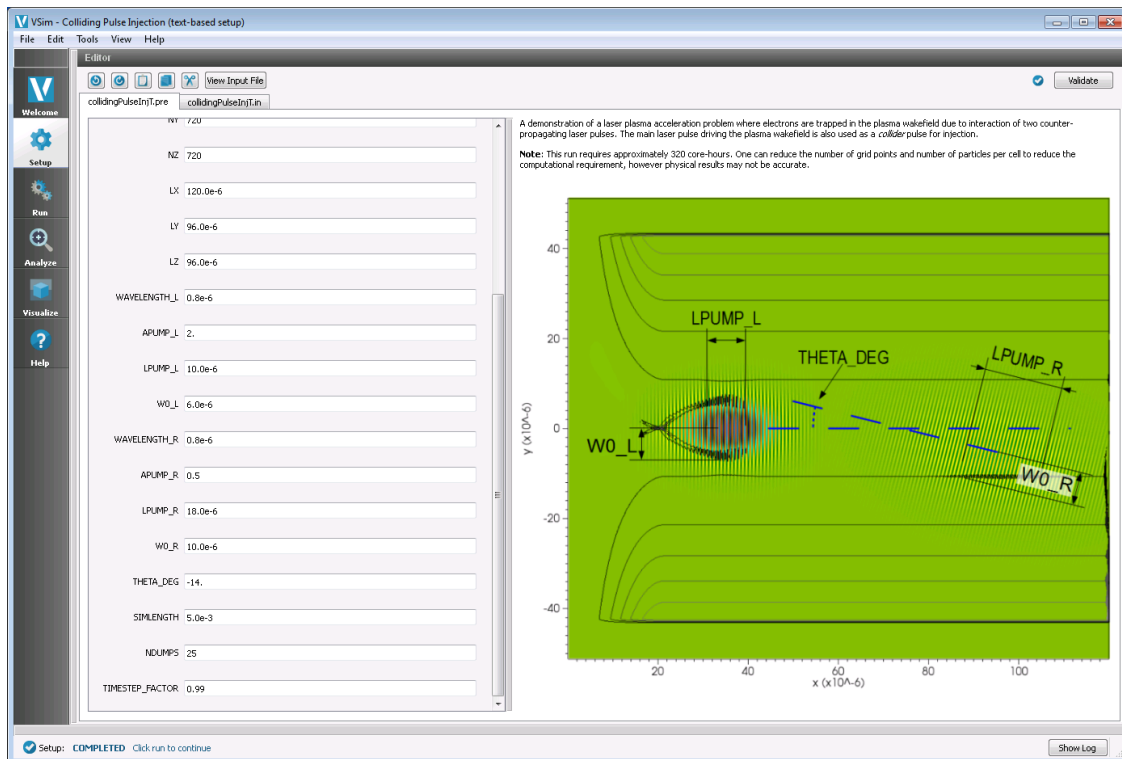 VSim - Colliding Pulse Injection (text-based setup)
File Edit Tools View Help
Editor
View Input File
Validate
collidingPulseInjT.pre collidingPulseInjT.in
Welcome
Setup
Run
Analyze
Visualize
Help
NY 720
NZ 720
LX 120.0e-6
LY 96.0e-6
LZ 96.0e-6
WAVELENGTH_L 0.8e-6
APUMP_L 2.
LPUMP_L 10.0e-6
W0_L 6.0e-6
WAVELENGTH_R 0.8e-6
APUMP_R 0.5
LPUMP_R 18.0e-6
W0_R 10.0e-6
THETA_DEG -14.
SIMLENGTH 5.0e-3
NDUMPS 25
TIMESTEP_FACTOR 0.99
A demonstration of a laser plasma acceleration problem where electrons are trapped in the plasma wakefield due to interaction of two counter-
propagating laser pulses. The main laser pulse driving the plasma wakefield is also used as a collider pulse for injection.
Note: This run requires approximately 320 core-hours. One can reduce the number of grid points and number of particles per cell to reduce the
computational requirement, however physical results may not be accurate.
LPUMP_L
THETA_DEG
LPUMP_R
W0_L
W0_R
y (x10^-6)
40
20
0
-20
-40
20 40 60 80 100
x (x10^-6)
Setup: COMPLETED Click run to continue
Show Log